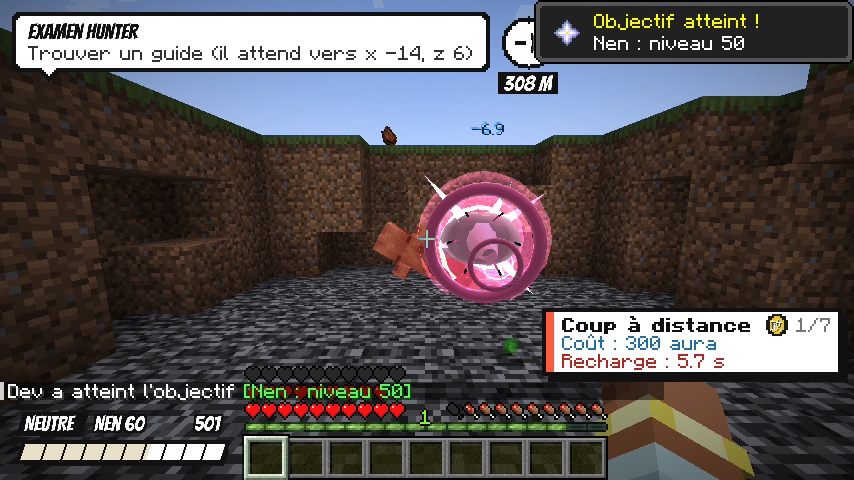 EXAMEN HUNTER
Trouver un guide (il attend vers x -14, z 6)
Objectif atteint !
Nen : niveau 50
308 M
-6.9
Coup à distance 1/7
Coût : 300 aura
Recharge : 5.7 s
Dev a atteint l'objectif [Nen : niveau 50]
NEUTRE NEN 60 501
1